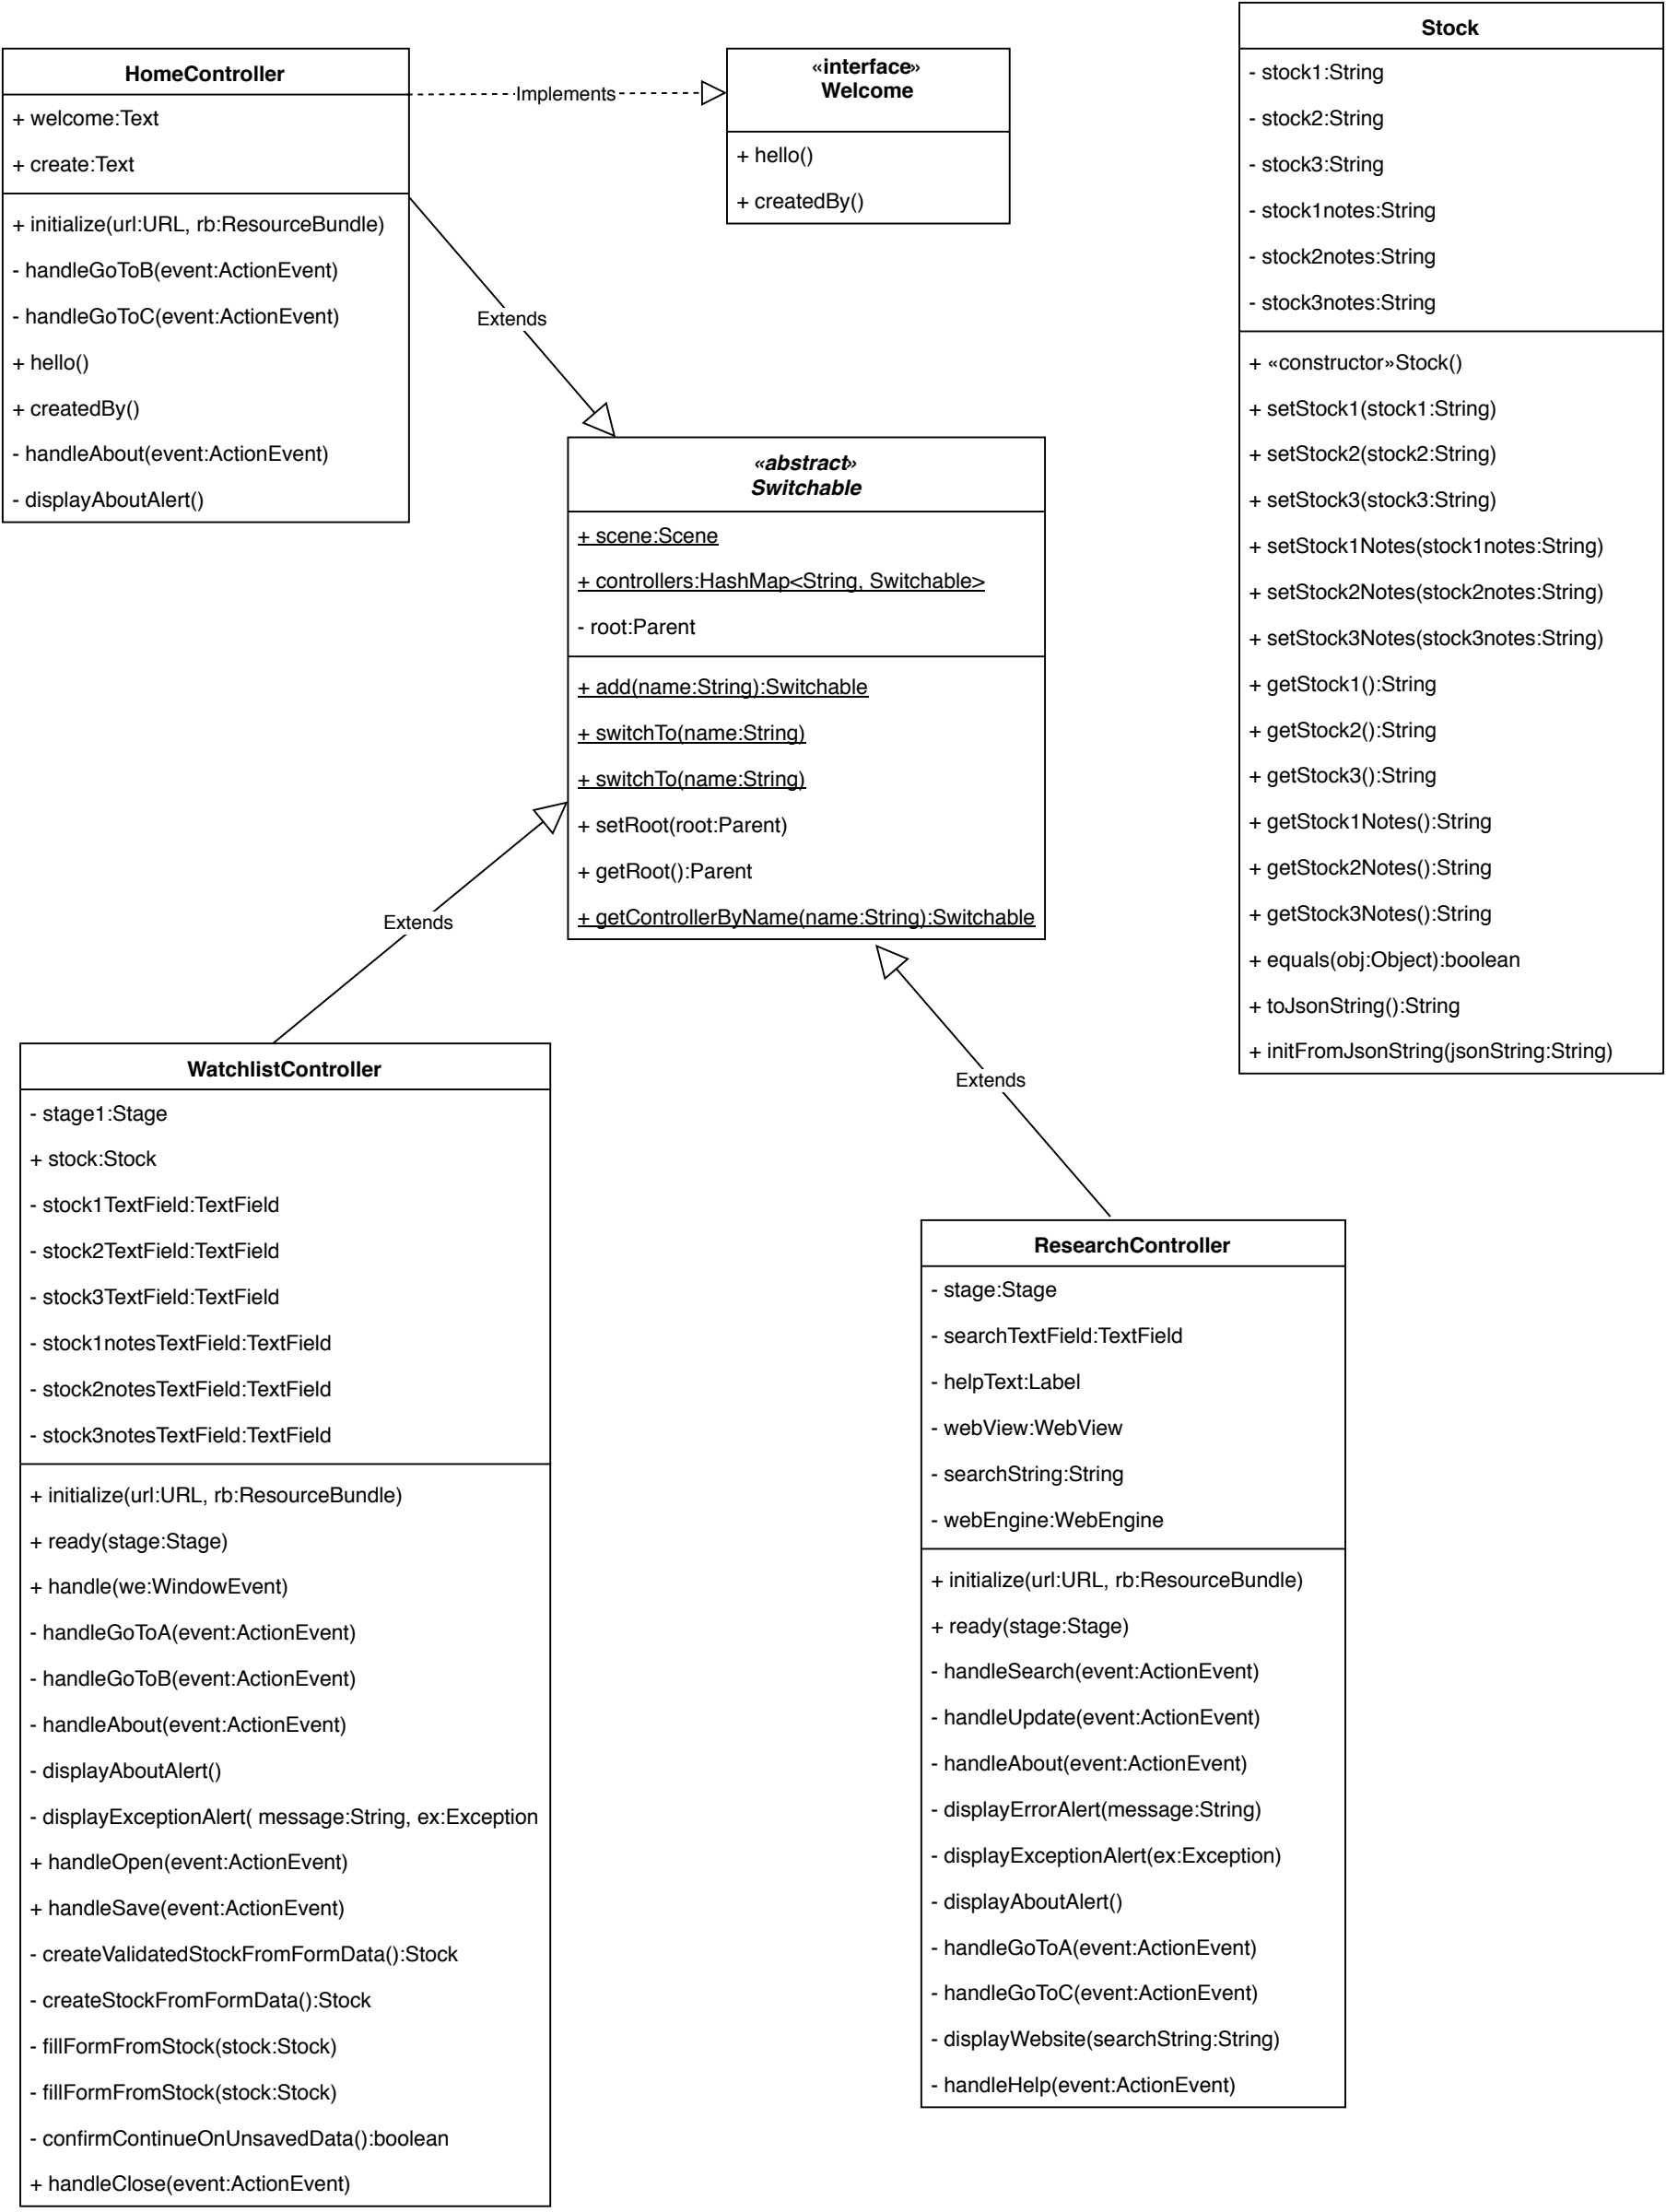 HomeController
+ welcome:Text
+ create:Text
+ initialize(url:URL, rb:ResourceBundle)
- handleGoToB(event:ActionEvent)
- handleGoToC(event:ActionEvent)
+ hello()
+ createdBy()
- handleAbout(event:ActionEvent)
- displayAboutAlert()
Implements
«interface»
Welcome
+ hello()
+ createdBy()
Extends
Stock
- stock1:String
- stock2:String
- stock3:String
- stock1notes:String
- stock2notes:String
- stock3notes:String
+ «constructor»Stock()
+ setStock1(stock1:String)
+ setStock2(stock2:String)
+ setStock3(stock3:String)
+ setStock1Notes(stock1notes:String)
+ setStock2Notes(stock2notes:String)
+ setStock3Notes(stock3notes:String)
+ getStock1():String
+ getStock2():String
+ getStock3():String
+ getStock1Notes():String
+ getStock2Notes():String
+ getStock3Notes():String
+ equals(obj:Object):boolean
+ toJsonString():String
+ initFromJsonString(jsonString:String)
«abstract»
Switchable
+ scene:Scene
+ controllers:HashMap<String, Switchable>
- root:Parent
+ add(name:String):Switchable
+ switchTo(name:String)
+ switchTo(name:String)
+ setRoot(root:Parent)
+ getRoot():Parent
+ getControllerByName(name:String):Switchable
Extends
Extends
WatchlistController
- stage1:Stage
+ stock:Stock
- stock1TextField:TextField
- stock2TextField:TextField
- stock3TextField:TextField
- stock1notesTextField:TextField
- stock2notesTextField:TextField
- stock3notesTextField:TextField
+ initialize(url:URL, rb:ResourceBundle)
+ ready(stage:Stage)
+ handle(we:WindowEvent)
- handleGoToA(event:ActionEvent)
- handleGoToB(event:ActionEvent)
- handleAbout(event:ActionEvent)
- displayAboutAlert()
- displayExceptionAlert( message:String, ex:Exception
+ handleOpen(event:ActionEvent)
+ handleSave(event:ActionEvent)
- createValidatedStockFromFormData():Stock
- createStockFromFormData():Stock
- fillFormFromStock(stock:Stock)
- fillFormFromStock(stock:Stock)
- confirmContinueOnUnsavedData():boolean
+ handleClose(event:ActionEvent)
ResearchController
- stage:Stage
- searchTextField:TextField
- helpText:Label
- webView:WebView
- searchString:String
- webEngine:WebEngine
+ initialize(url:URL, rb:ResourceBundle)
+ ready(stage:Stage)
- handleSearch(event:ActionEvent)
- handleUpdate(event:ActionEvent)
- handleAbout(event:ActionEvent)
- displayErrorAlert(message:String)
- displayExceptionAlert(ex:Exception)
- displayAboutAlert()
- handleGoToA(event:ActionEvent)
- handleGoToC(event:ActionEvent)
- displayWebsite(searchString:String)
- handleHelp(event:ActionEvent)